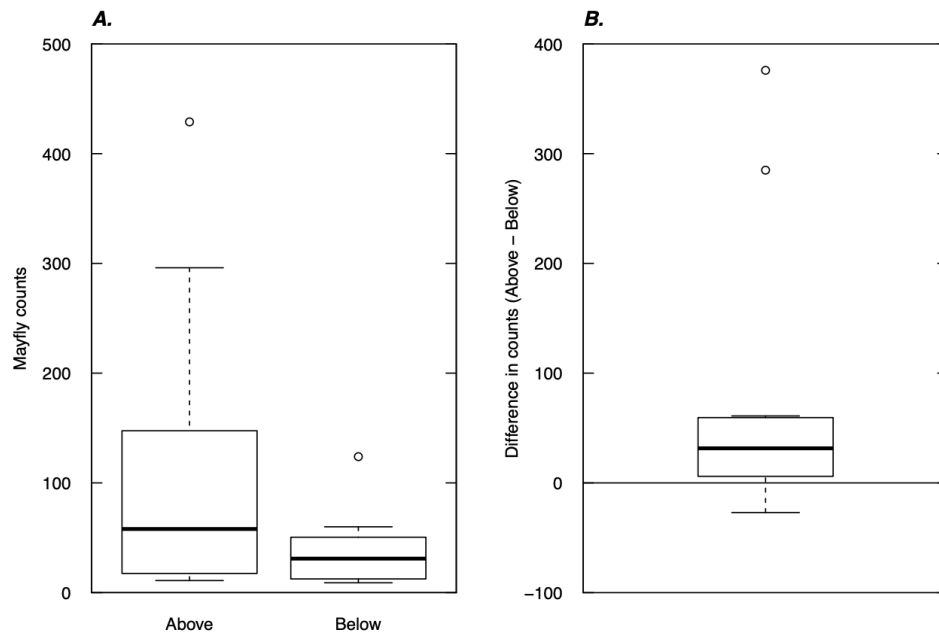 A.
500
400
300
200
100
0
Mayfly counts
Above Below
B.
400
300
200
100
0
−100
Difference in counts (Above − Below)